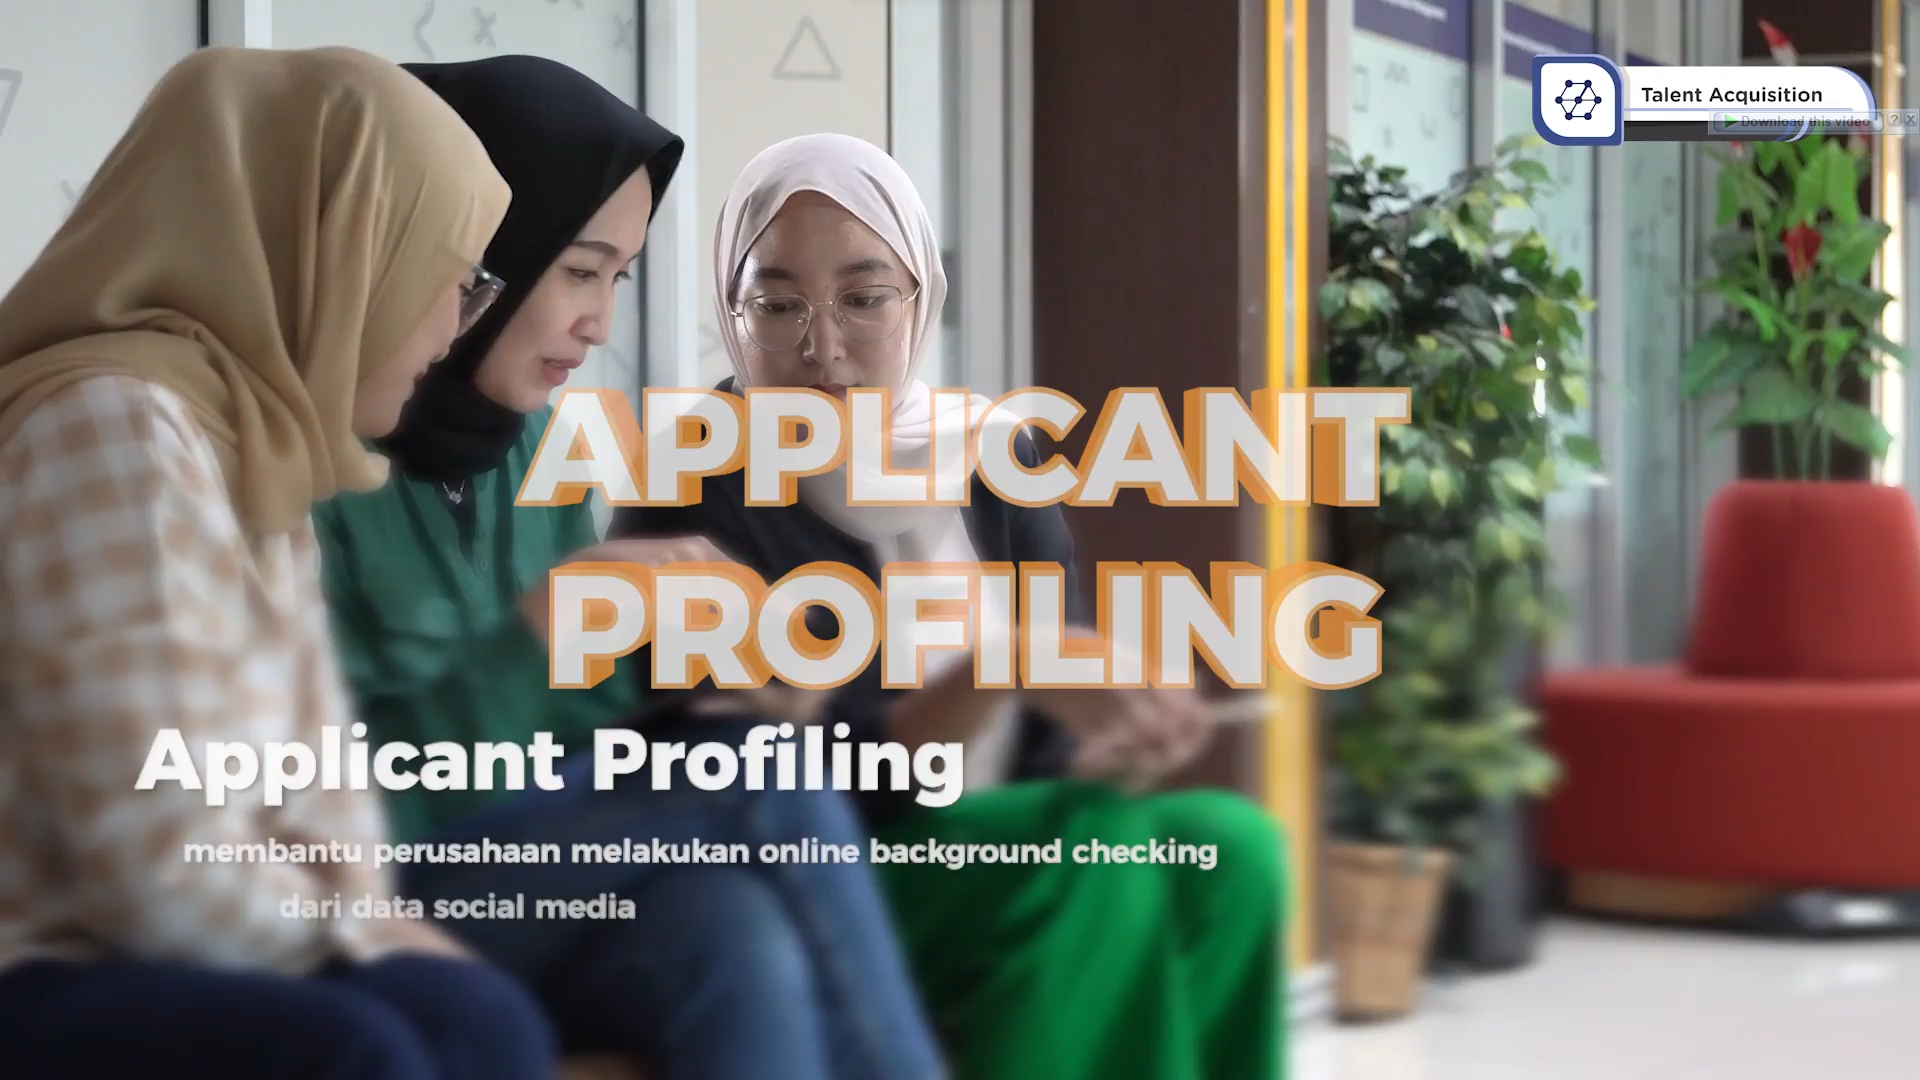 Talent Acquisition
Download this video
APPLICANT
PROFILING
Applicant Profiling
membantu perusahaan melakukan online background checking
dari data social media